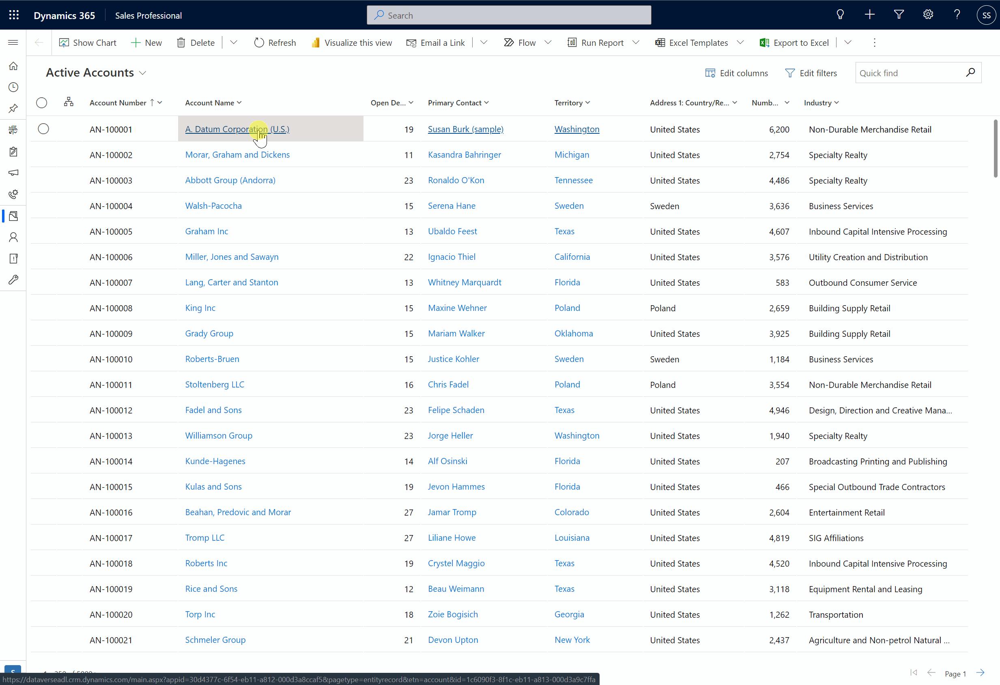 Dynamics 365 Sales Professional Search SS
Show Chart New Delete Refresh Visualize this view Email a Link Flow Run Report Excel Templates Export to Excel
Active Accounts Edit columns Edit filters Quick find
Account Number Account Name Open De... Primary Contact Territory Address 1: Country/Re... Numb... Industry
AN-100001 A. Datum Corporation (U.S.) 19 Susan Burk (sample) Washington United States 6,200 Non-Durable Merchandise Retail
AN-100002 Morar, Graham and Dickens 11 Kasandra Bahringer Michigan United States 2,754 Specialty Realty
AN-100003 Abbott Group (Andorra) 23 Ronaldo O'Kon Tennessee United States 4,486 Specialty Realty
AN-100004 Walsh-Pacocha 15 Serena Hane Sweden Sweden 3,636 Business Services
AN-100005 Graham Inc 13 Ubaldo Feest Texas United States 4,607 Inbound Capital Intensive Processing
AN-100006 Miller, Jones and Sawayn 22 Ignacio Thiel California United States 3,576 Utility Creation and Distribution
AN-100007 Lang, Carter and Stanton 13 Whitney Marquardt Florida United States 583 Outbound Consumer Service
AN-100008 King Inc 15 Maxine Wehner Poland Poland 2,659 Building Supply Retail
AN-100009 Grady Group 15 Mariam Walker Oklahoma United States 3,925 Building Supply Retail
AN-100010 Roberts-Bruen 15 Justice Kohler Sweden Sweden 1,184 Business Services
AN-100011 Stoltenberg LLC 16 Chris Fadel Poland Poland 3,554 Non-Durable Merchandise Retail
AN-100012 Fadel and Sons 23 Felipe Schaden Texas United States 4,946 Design, Direction and Creative Mana...
AN-100013 Williamson Group 23 Jorge Heller Washington United States 1,940 Specialty Realty
AN-100014 Kunde-Hagenes 14 Alf Osinski Florida United States 207 Broadcasting Printing and Publishing
AN-100015 Kulas and Sons 19 Jevon Hammes Florida United States 466 Special Outbound Trade Contractors
AN-100016 Beahan, Predovic and Morar 27 Jamar Tromp Colorado United States 2,604 Entertainment Retail
AN-100017 Tromp LLC 27 Liliane Howe Louisiana United States 4,819 SIG Affiliations
AN-100018 Roberts Inc 19 Crystel Maggio Texas United States 4,520 Inbound Capital Intensive Processing
AN-100019 Rice and Sons 12 Beau Weimann Texas United States 3,118 Equipment Rental and Leasing
AN-100020 Torp Inc 18 Zoie Bogisich Georgia United States 1,262 Transportation
AN-100021 Schmeler Group 21 Devon Upton New York United States 2,437 Agriculture and Non-petrol Natural ...
Page 1
https://dataverseadl.crm.dynamics.com/main.aspx?appid=30d4377c-6f54-eb11-a812-000d3a8ccaf5&pagetype=entityrecord&etn=account&id=1c6090f3-8f1c-eb11-a813-000d3a9c7ffa